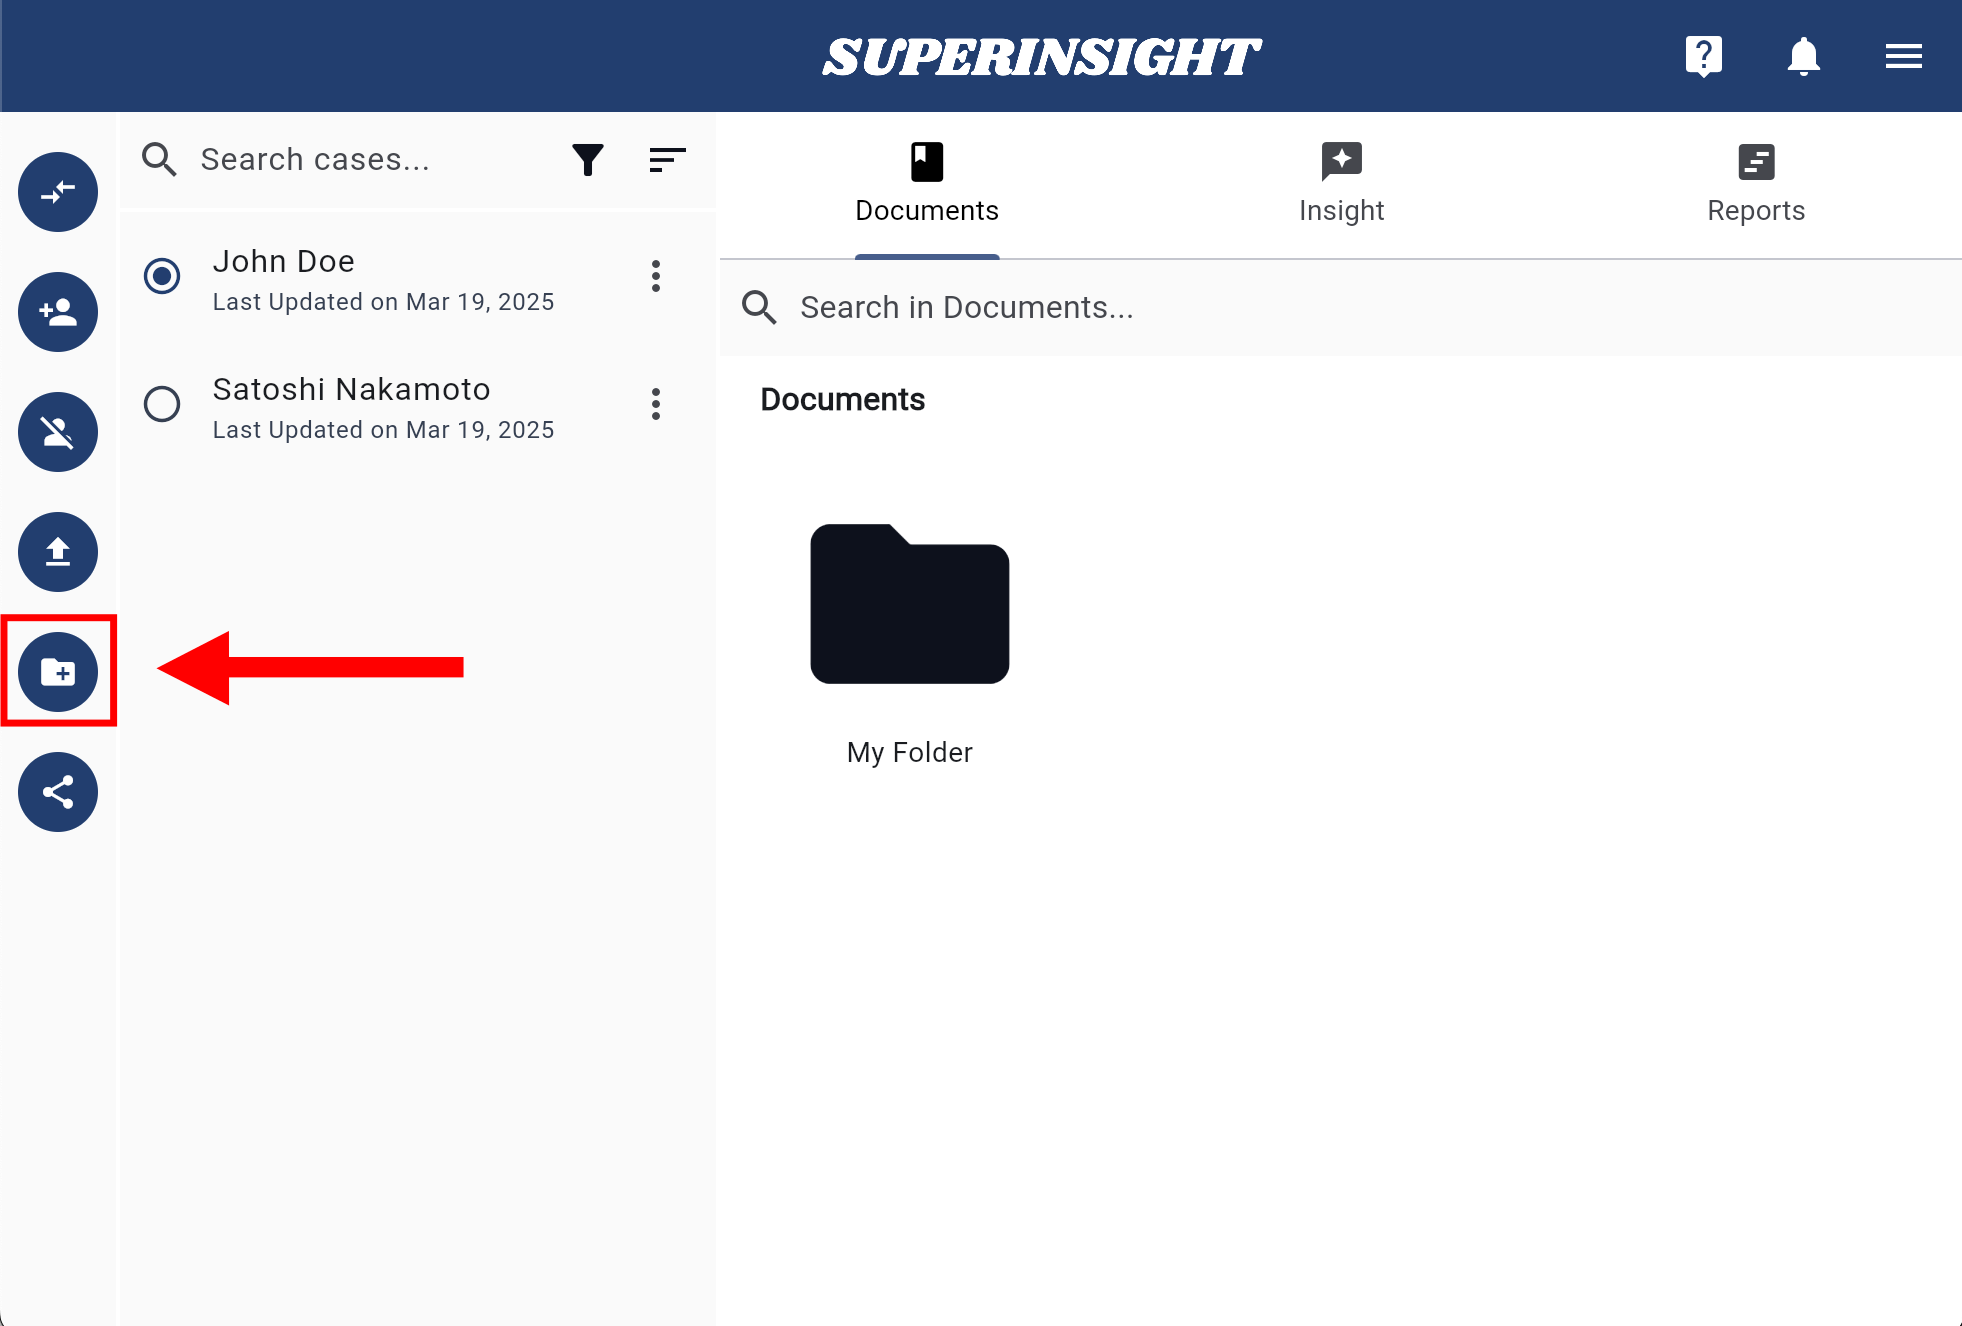 SUPERINSIGHT
Search cases...
John Doe
Last Updated on Mar 19, 2025
Satoshi Nakamoto
Last Updated on Mar 19, 2025
Documents
Insight
Reports
Search in Documents...
Documents
My Folder